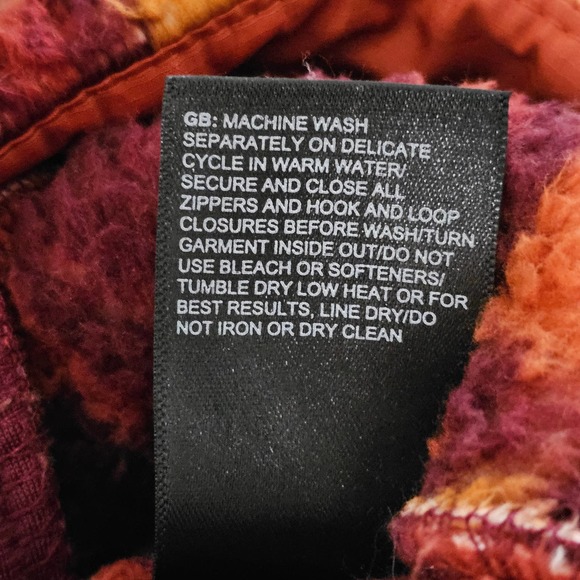 GB: MACHINE WASH
SEPARATELY ON DELICATE
CYCLE IN WARM WATER/
SECURE AND CLOSE ALL
ZIPPERS AND HOOK AND LOOP
CLOSURES BEFORE WASH/TURN
GARMENT INSIDE OUT/DO NOT
USE BLEACH OR SOFTENERS/
TUMBLE DRY LOW HEAT OR FOR
BEST RESULTS, LINE DRY/DO
NOT IRON OR DRY CLEAN